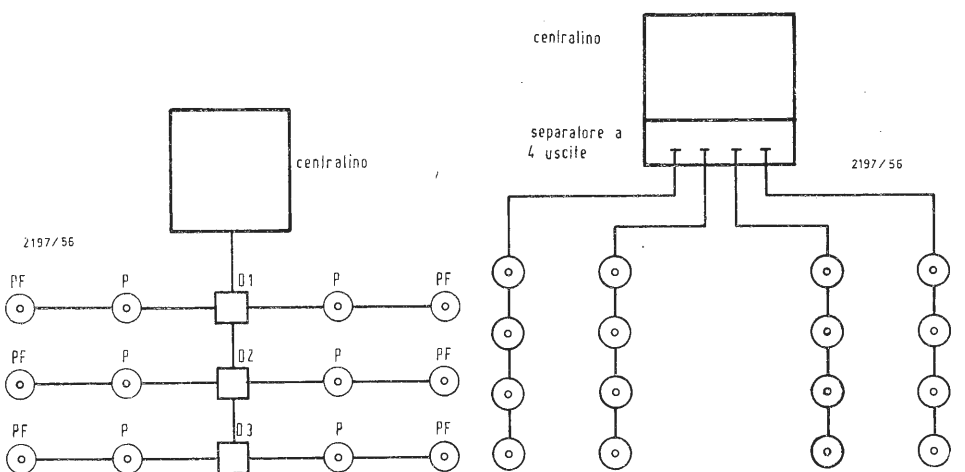 centralino
2197/56
PF P D1 P PF
PF P D2 P PF
PF P D3 P PF
centralino
separatore a
4 uscite
2197/56